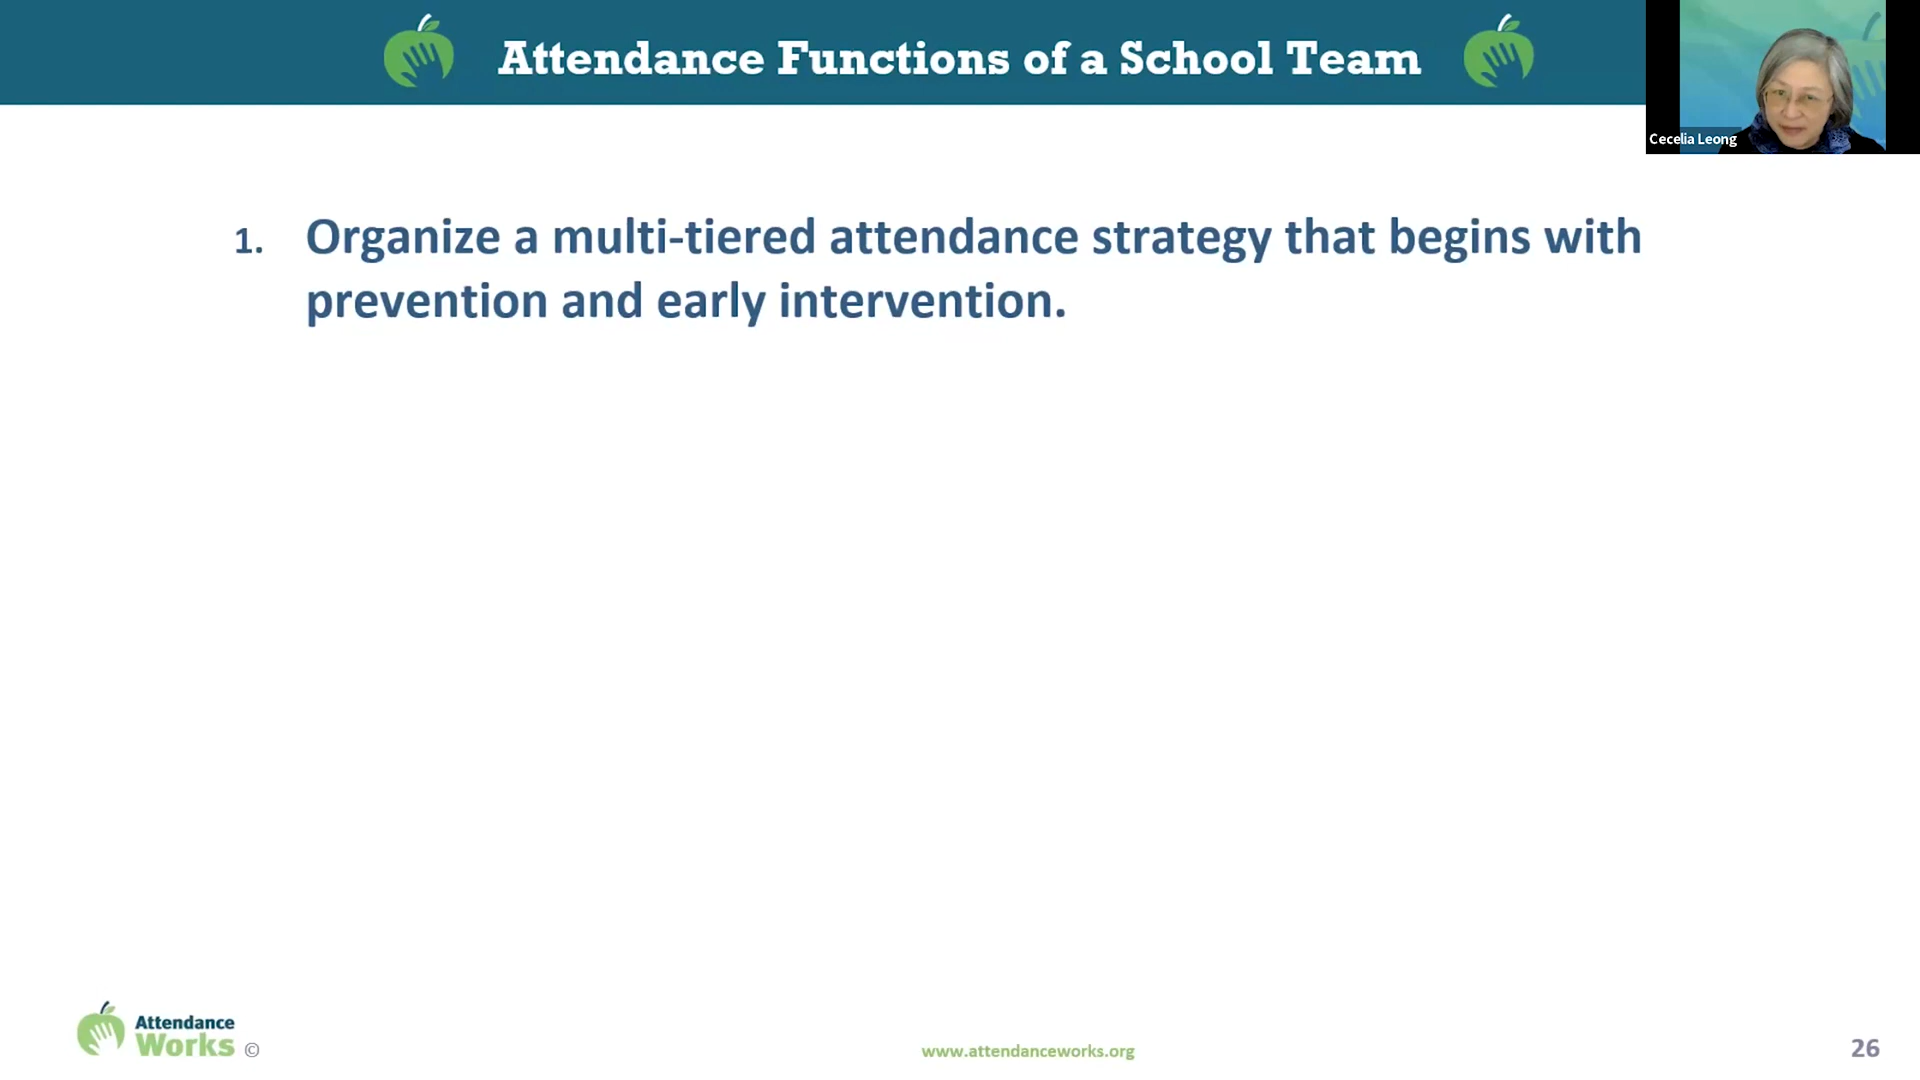 Attendance Functions of a School Team
Cecelia Leong
1. Organize a multi-tiered attendance strategy that begins with
prevention and early intervention.
Attendance
Works ©
www.attendanceworks.org
26